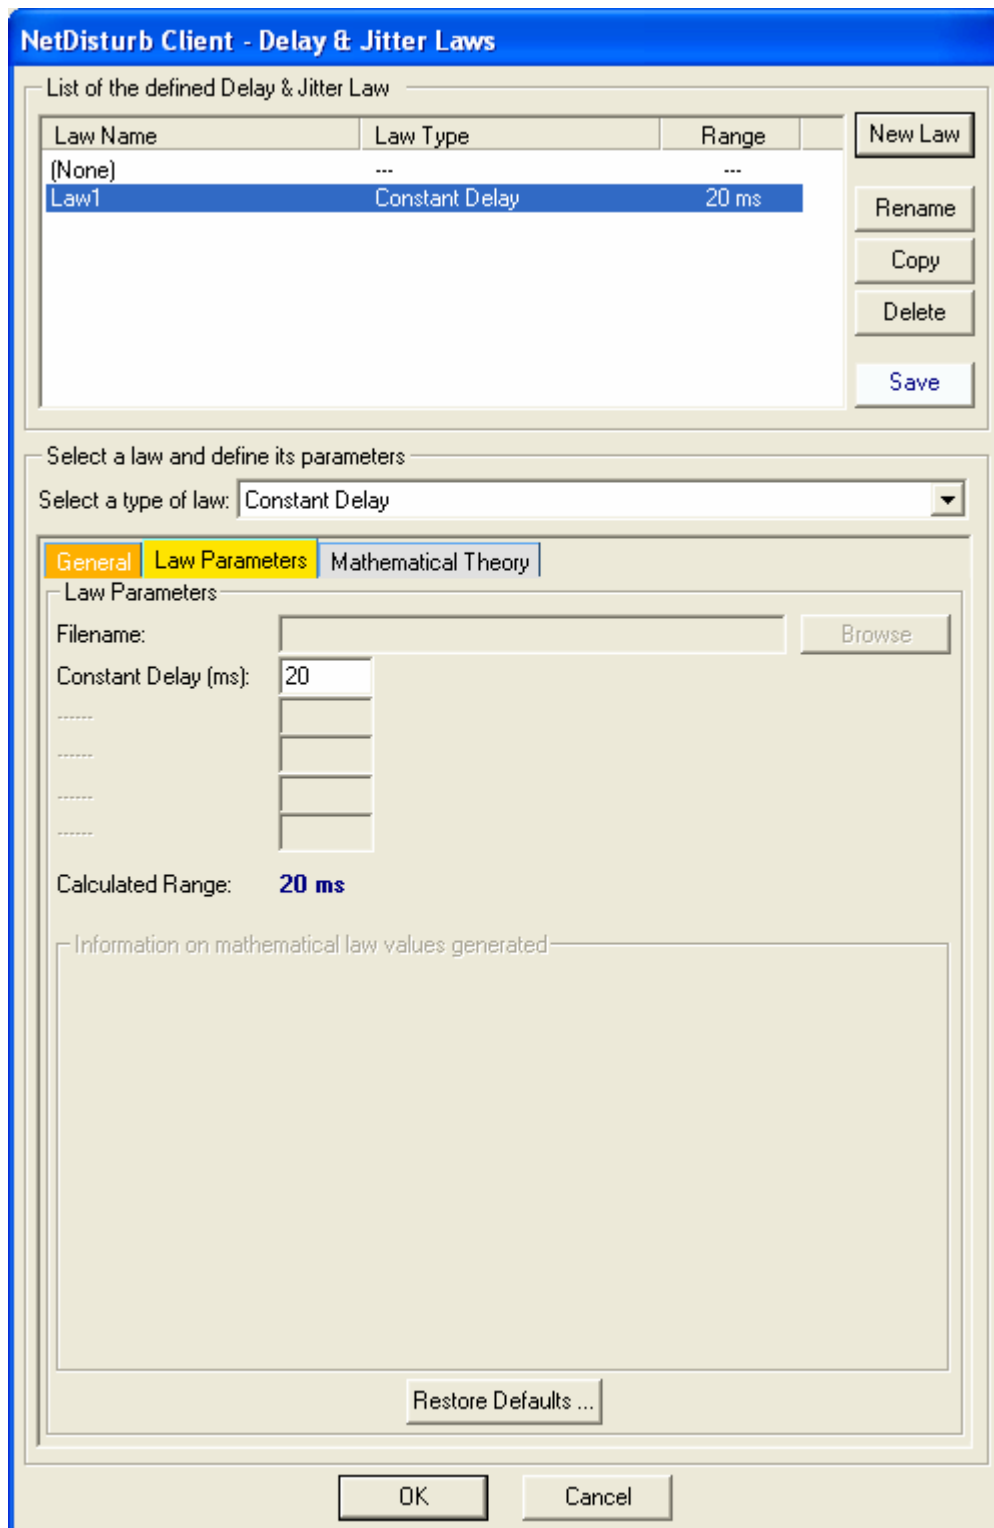 NetDisturb Client - Delay & Jitter Laws
List of the defined Delay & Jitter Law
Law Name Law Type Range
(None) --- ---
Law1 Constant Delay 20 ms
New Law
Rename
Copy
Delete
Save
Select a law and define its parameters
Select a type of law: Constant Delay
General Law Parameters Mathematical Theory
Law Parameters
Filename: Browse
Constant Delay (ms): 20
------
------
------
------
Calculated Range: 20 ms
Information on mathematical law values generated
Restore Defaults ...
OK Cancel